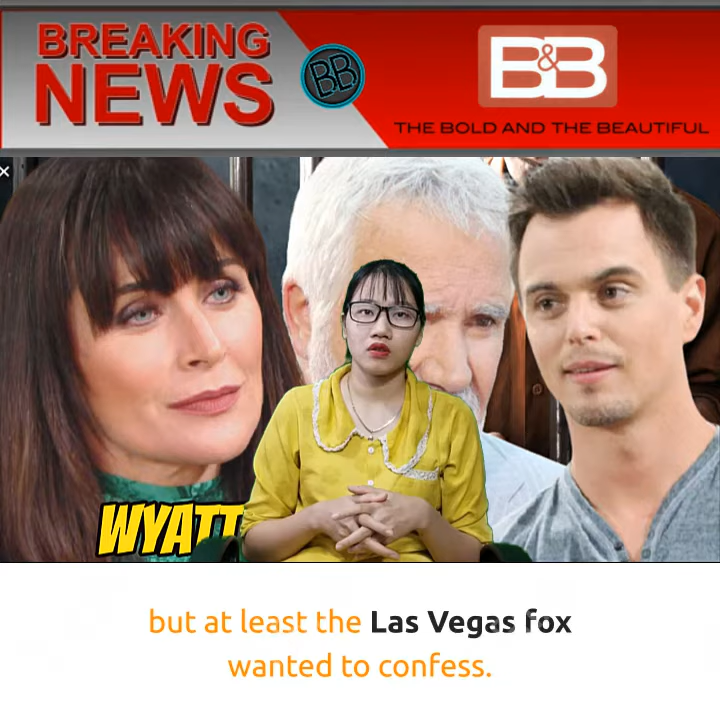 BREAKING
NEWS
BB
B&B
THE BOLD AND THE BEAUTIFUL
×
WYATT
but at least the Las Vegas fox
wanted to confess.